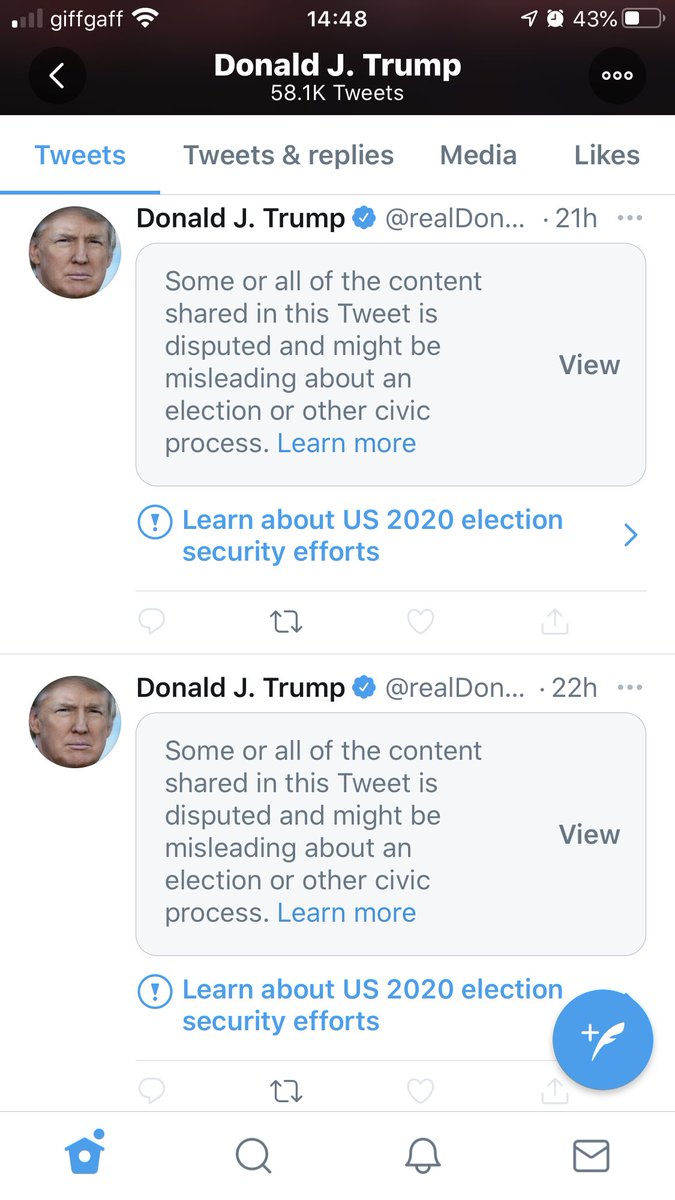 giffgaff 14:48 43%
Donald J. Trump
58.1K Tweets
Tweets Tweets & replies Media Likes
Donald J. Trump @realDon... · 21h
Some or all of the content
shared in this Tweet is
disputed and might be
misleading about an
election or other civic
process. Learn more
View
Learn about US 2020 election
security efforts
Donald J. Trump @realDon... · 22h
Some or all of the content
shared in this Tweet is
disputed and might be
misleading about an
election or other civic
process. Learn more
View
Learn about US 2020 election
security efforts